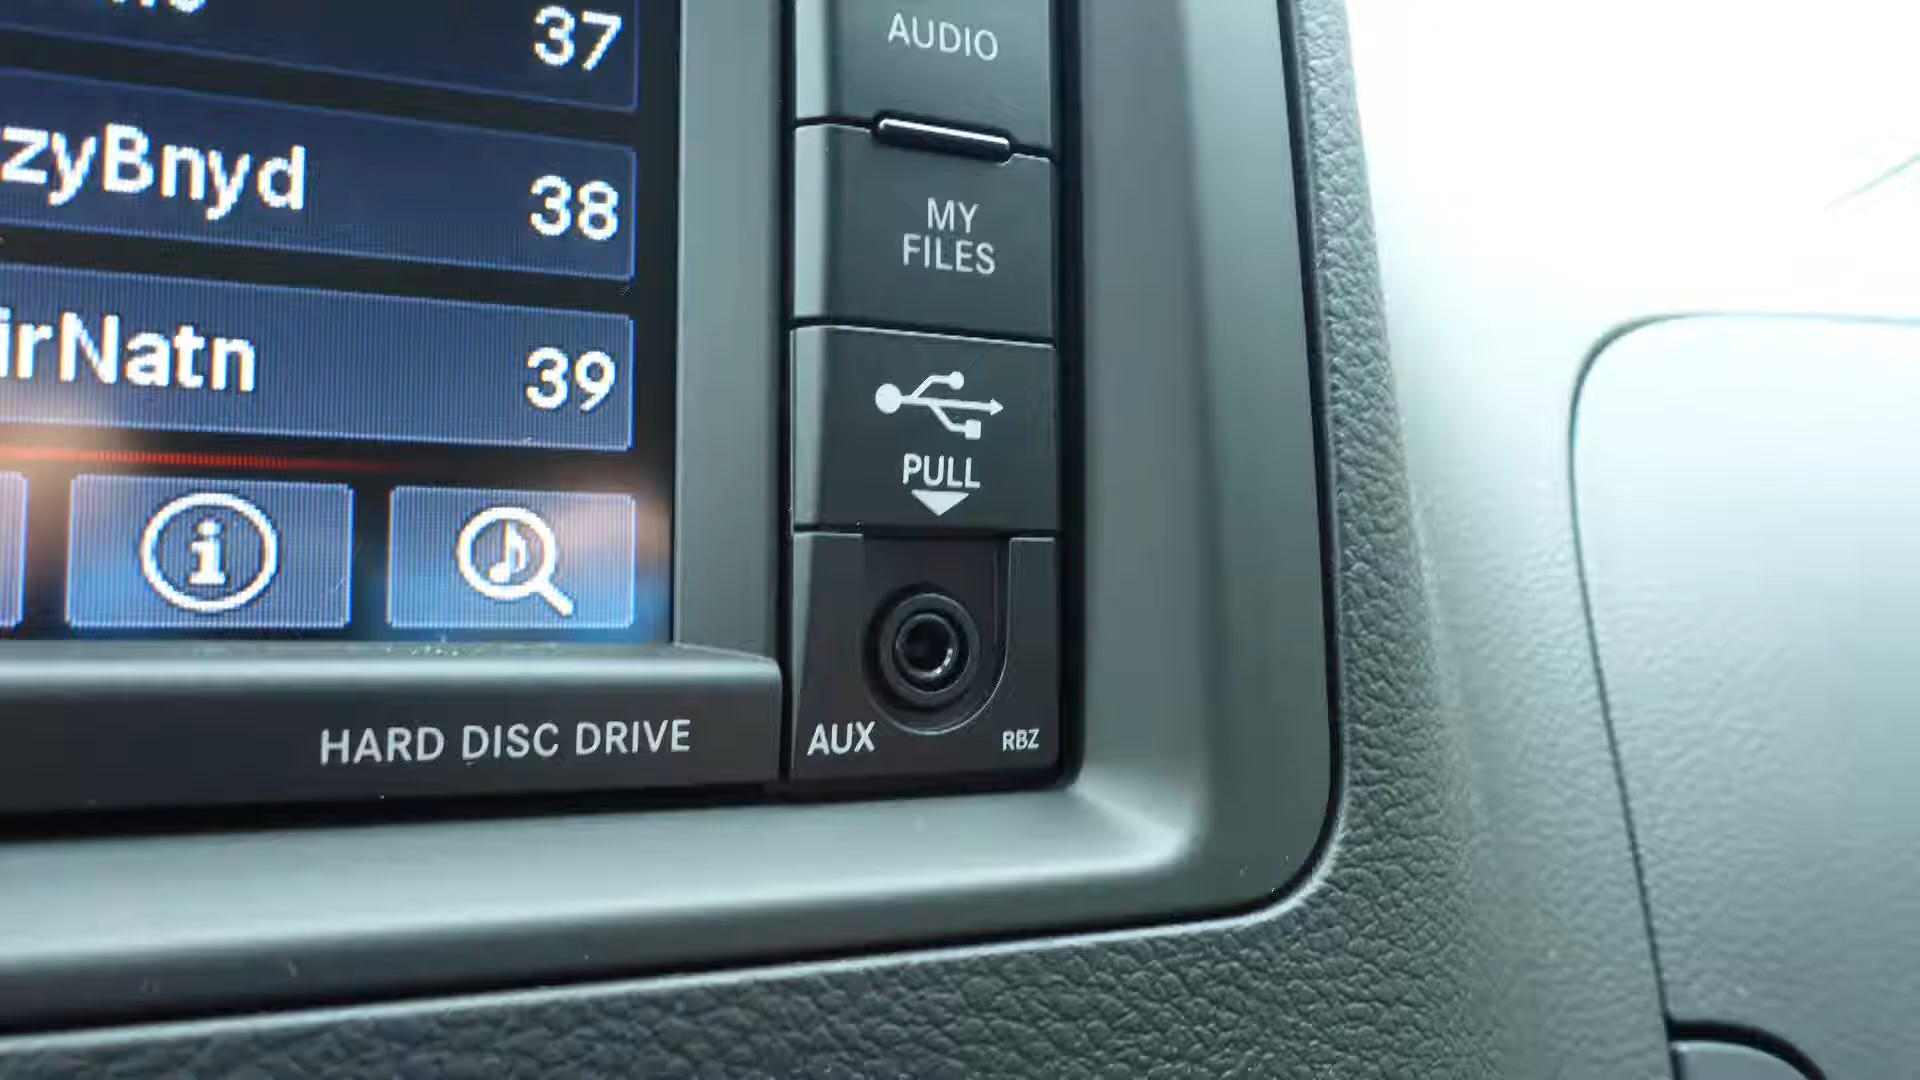 37
zyBnyd 38
irNatn 39
AUDIO
MY
FILES
PULL
AUX
RBZ
HARD DISC DRIVE